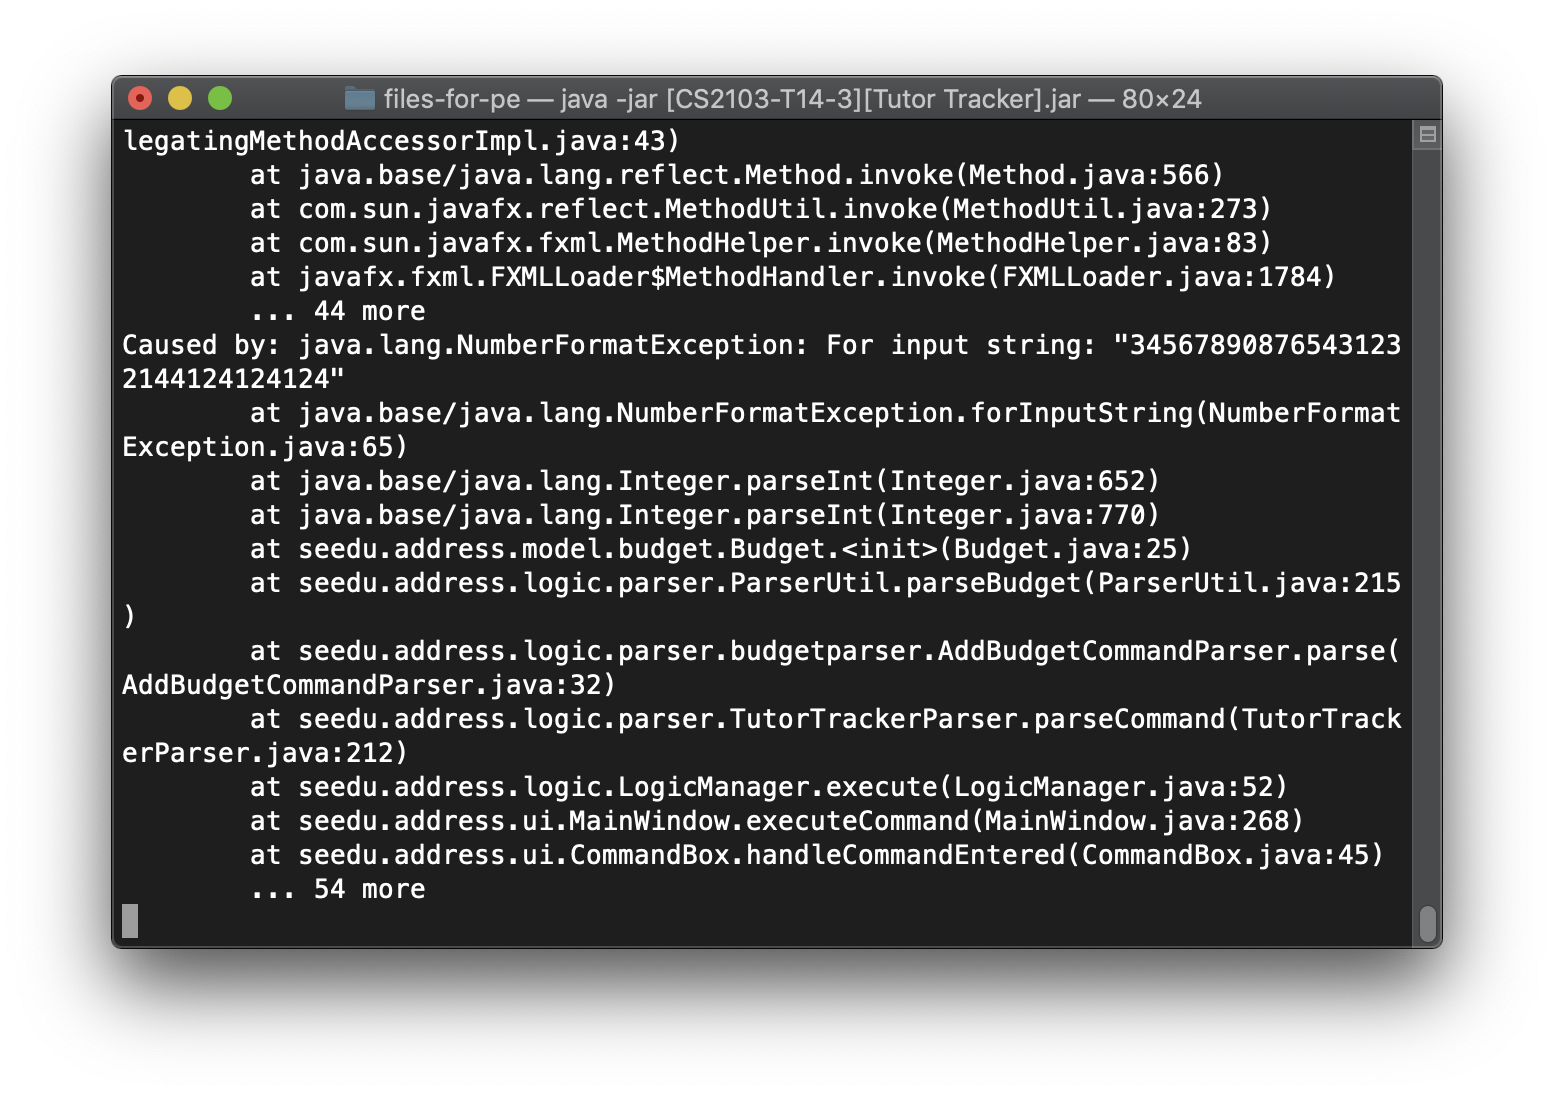 files-for-pe — java -jar [CS2103-T14-3][Tutor Tracker].jar — 80×24
legatingMethodAccessorImpl.java:43)
at java.base/java.lang.reflect.Method.invoke(Method.java:566)
at com.sun.javafx.reflect.MethodUtil.invoke(MethodUtil.java:273)
at com.sun.javafx.fxml.MethodHelper.invoke(MethodHelper.java:83)
at javafx.fxml.FXMLLoader$MethodHandler.invoke(FXMLLoader.java:1784)
... 44 more
Caused by: java.lang.NumberFormatException: For input string: "34567890876543123
2144124124124"
at java.base/java.lang.NumberFormatException.forInputString(NumberFormat
Exception.java:65)
at java.base/java.lang.Integer.parseInt(Integer.java:652)
at java.base/java.lang.Integer.parseInt(Integer.java:770)
at seedu.address.model.budget.Budget.<init>(Budget.java:25)
at seedu.address.logic.parser.ParserUtil.parseBudget(ParserUtil.java:215
)
at seedu.address.logic.parser.budgetparser.AddBudgetCommandParser.parse(
AddBudgetCommandParser.java:32)
at seedu.address.logic.parser.TutorTrackerParser.parseCommand(TutorTrack
erParser.java:212)
at seedu.address.logic.LogicManager.execute(LogicManager.java:52)
at seedu.address.ui.MainWindow.executeCommand(MainWindow.java:268)
at seedu.address.ui.CommandBox.handleCommandEntered(CommandBox.java:45)
... 54 more